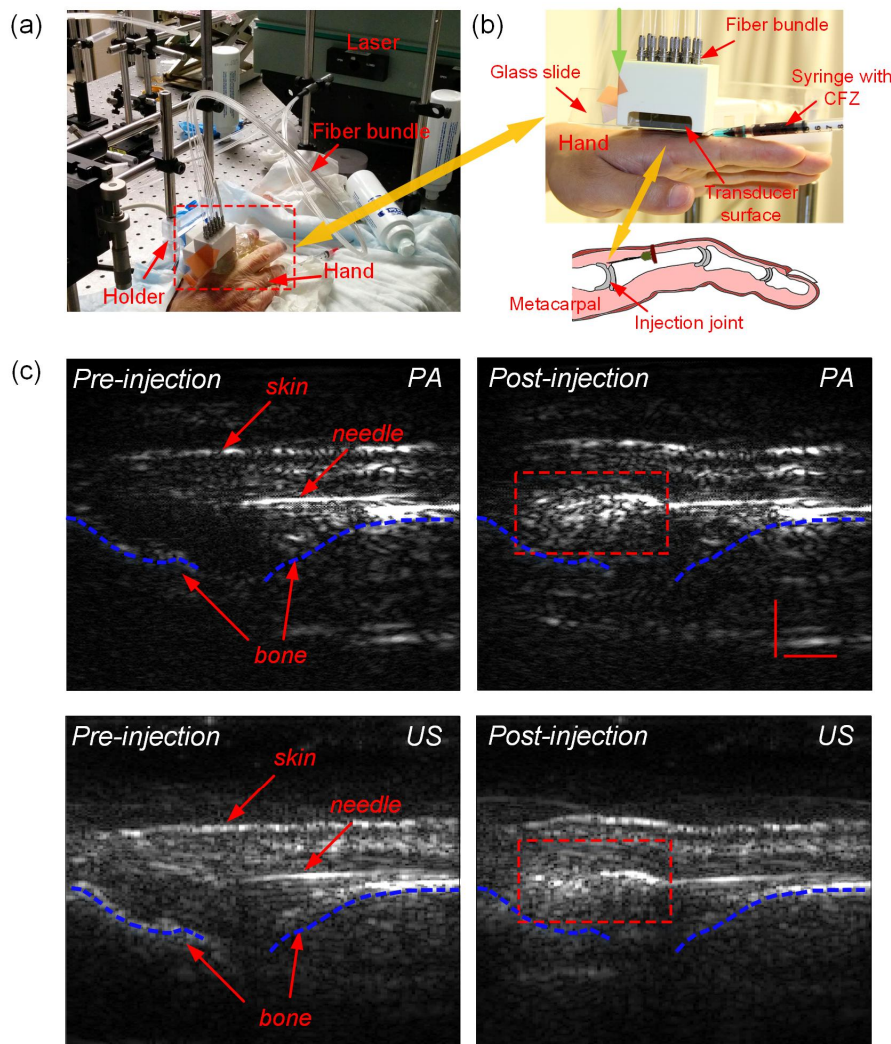 (a)
Laser
Fiber bundle
Holder
Hand
(b)
Fiber bundle
Glass slide
Syringe with
CFZ
Hand
Transducer
surface
Metacarpal
Injection joint
(c)
Pre-injection PA
skin
needle
bone
Post-injection PA
Pre-injection US
skin
needle
bone
Post-injection US